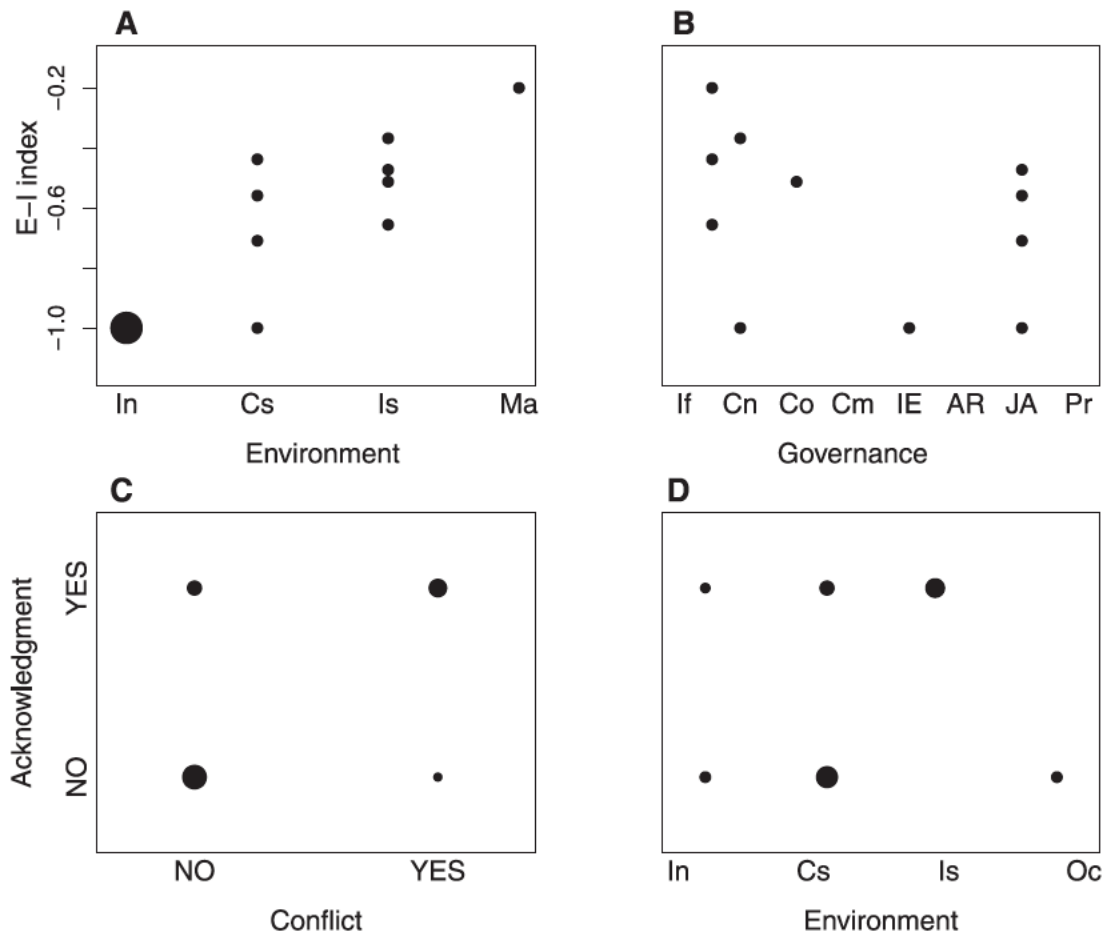 A
B
E–I index
−0.2
−0.6
−1.0
In Cs Is Ma
If Cn Co Cm IE AR JA Pr
Environment
Governance
C
D
Acknowledgment
YES
NO
NO YES
In Cs Is Oc
Conflict
Environment